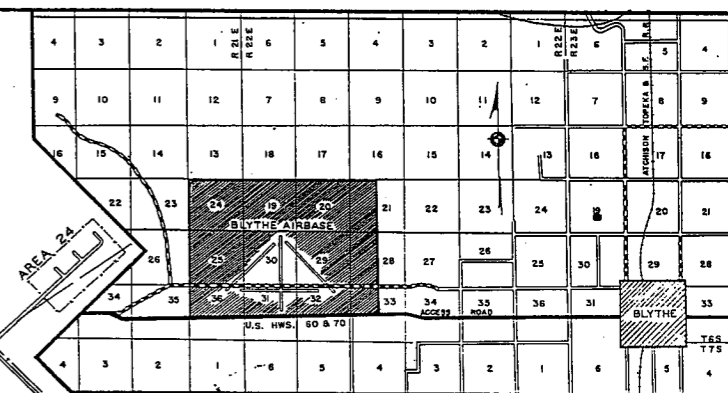 4 3 2 1 R 21 E R 22 E 6 5 4 3 2 1 R 22 E R 23 E 6 5 4
9 10 11 12 7 8 9 10 11 12 7 8 9
16 15 14 13 18 17 16 15 14 13 18 17 16
ATCHISON TOPEKA & S.F. R.R.
22 23 24 19 20 21 22 23 24 19 20 21
BLYTHE AIRBASE
AREA 24
26 25 30 29 28 27 26 25 30 29 28
34 35 36 31 32 33 34 35 36 31 33
ACCESS ROAD
BLYTHE
U.S. HWS. 60 & 70
T6S
T7S
4 3 2 1 6 5 4 3 2 1 6 5 4